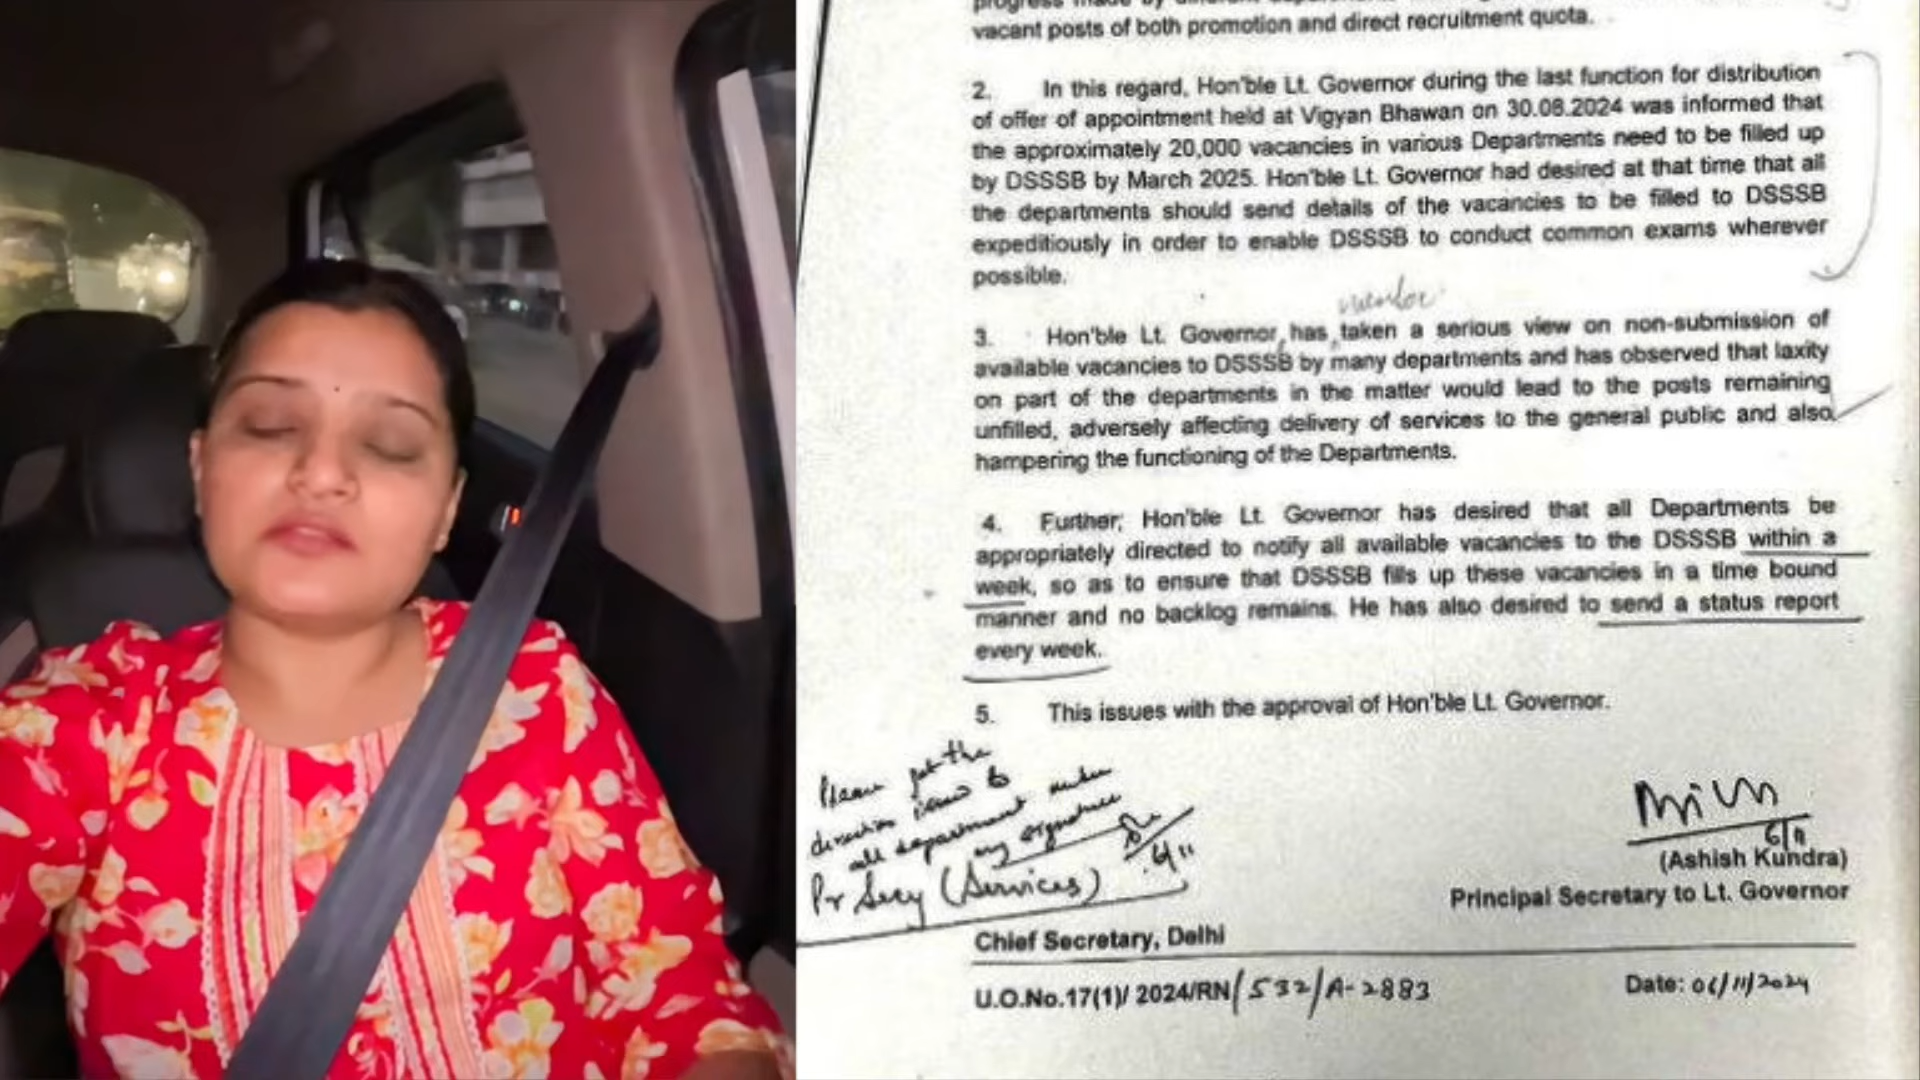 vacant posts of both promotion and direct recruitment quota.
2. In this regard, Hon'ble Lt. Governor during the last function for distribution
of offer of appointment held at Vigyan Bhawan on 30.08.2024 was informed that
the approximately 20,000 vacancies in various Departments need to be filled up
by DSSSB by March 2025. Hon'ble Lt. Governor had desired at that time that all
the departments should send details of the vacancies to be filled to DSSSB
expeditiously in order to enable DSSSB to conduct common exams wherever
possible.
3. Hon'ble Lt. Governor has taken a serious view on non-submission of
available vacancies to DSSSB by many departments and has observed that laxity
on part of the departments in the matter would lead to the posts remaining
unfilled, adversely affecting delivery of services to the general public and also
hampering the functioning of the Departments.
4. Further, Hon'ble Lt. Governor has desired that all Departments be
appropriately directed to notify all available vacancies to the DSSSB within a
week, so as to ensure that DSSSB fills up these vacancies in a time bound
manner and no backlog remains. He has also desired to send a status report
every week.
5. This issues with the approval of Hon'ble Lt. Governor.
Please put the
direction issue to
all department under
my signature
Pr Secy (Services)
6/11
(Ashish Kundra)
Principal Secretary to Lt. Governor
Chief Secretary, Delhi
U.O.No.17(1)/ 2024/RN/532/A-2883
Date: 06/11/2024